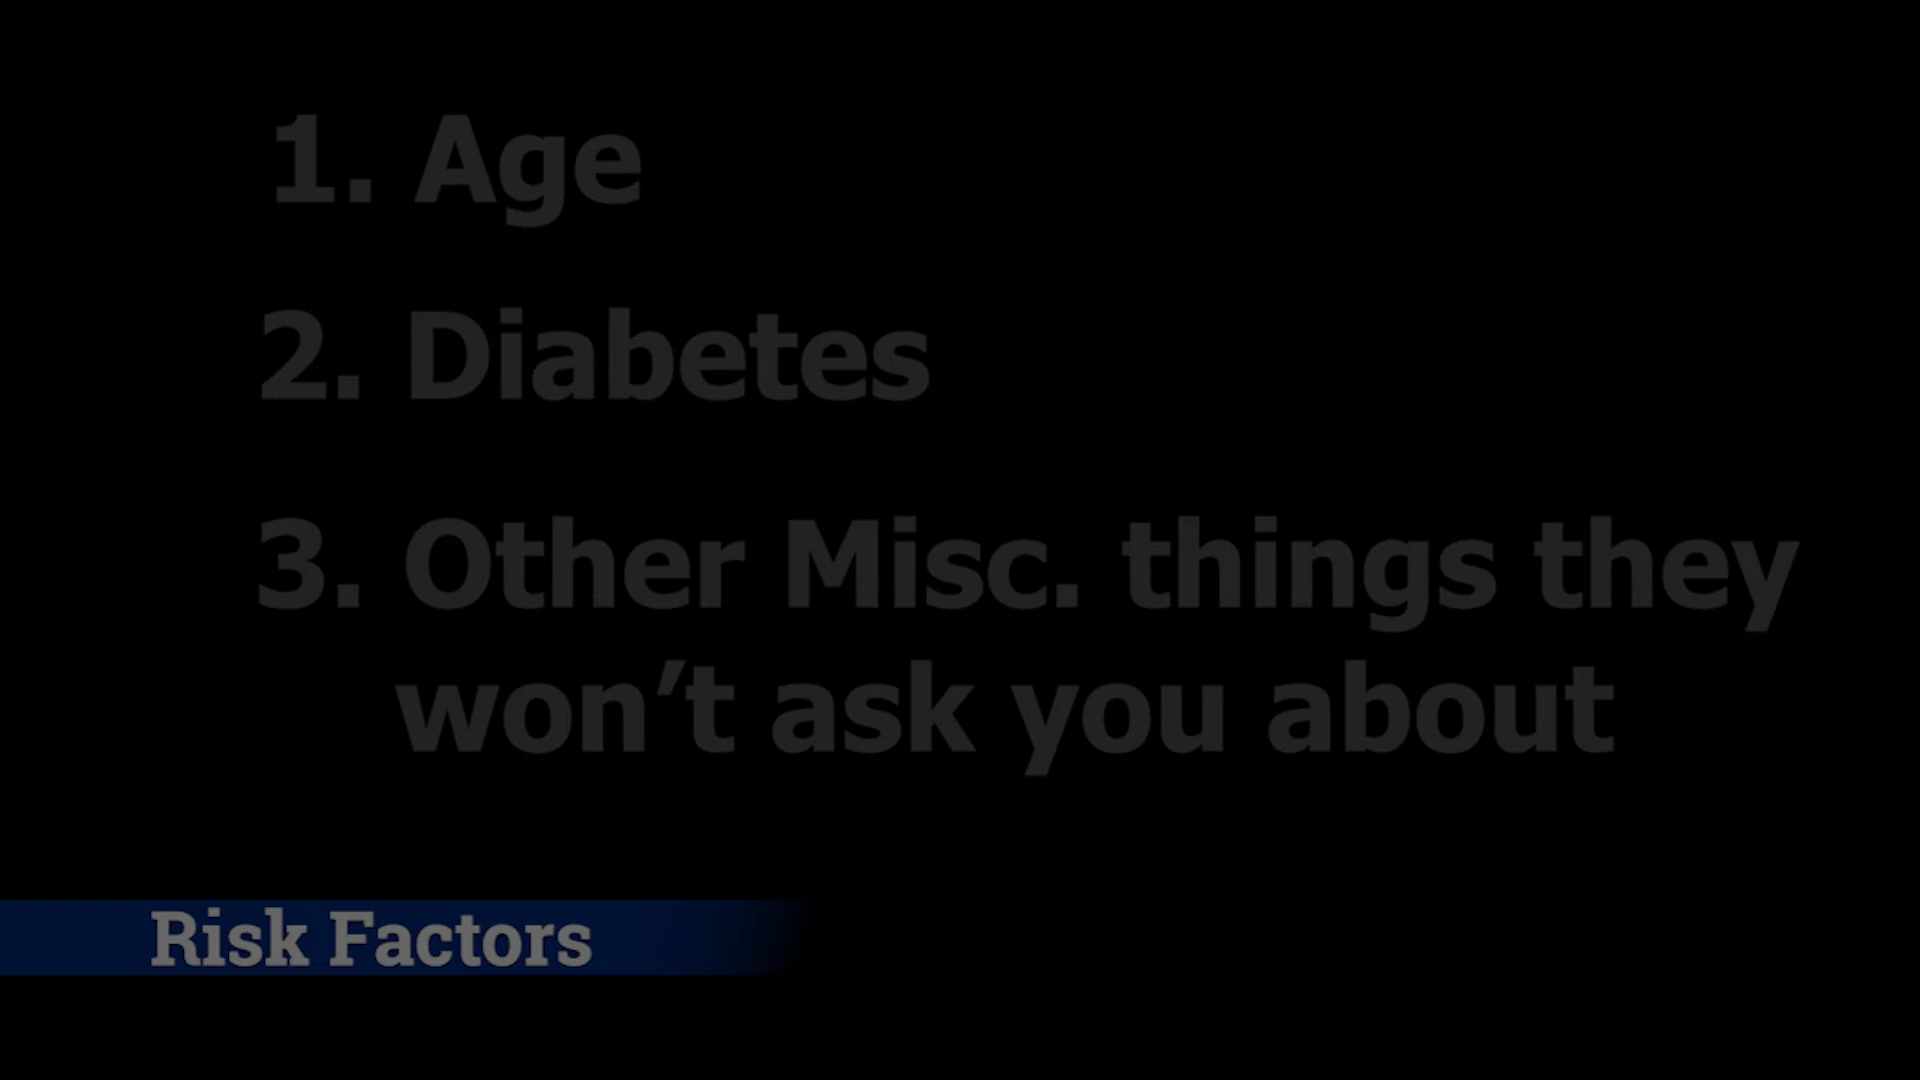 1. Age
2. Diabetes
3. Other Misc. things they
won’t ask you about
Risk Factors